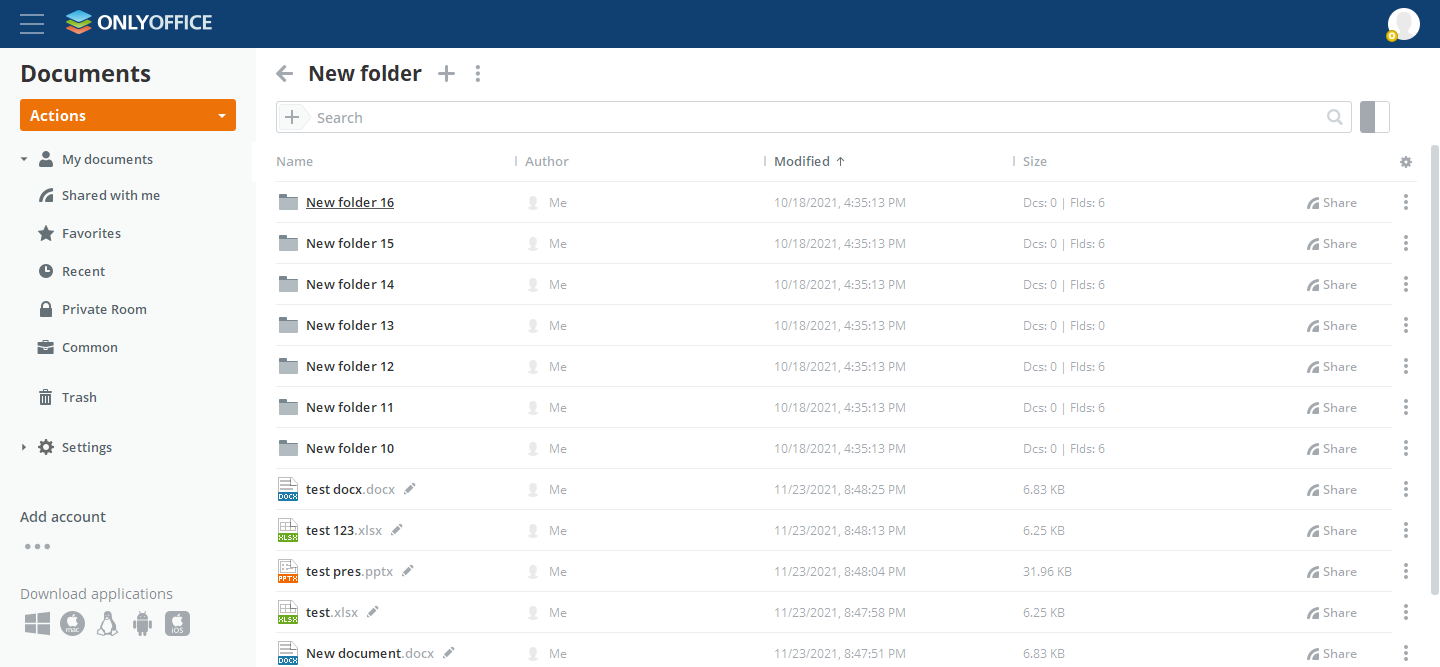 ONLYOFFICE
Documents
Actions
My documents
Shared with me
Favorites
Recent
Private Room
Common
Trash
Settings
Add account
Download applications
mac
iOS
New folder
Search
Name Author Modified Size
New folder 16 Me 10/18/2021, 4:35:13 PM Dcs: 0 | Flds: 6 Share
New folder 15 Me 10/18/2021, 4:35:13 PM Dcs: 0 | Flds: 6 Share
New folder 14 Me 10/18/2021, 4:35:13 PM Dcs: 0 | Flds: 6 Share
New folder 13 Me 10/18/2021, 4:35:13 PM Dcs: 0 | Flds: 0 Share
New folder 12 Me 10/18/2021, 4:35:13 PM Dcs: 0 | Flds: 6 Share
New folder 11 Me 10/18/2021, 4:35:13 PM Dcs: 0 | Flds: 6 Share
New folder 10 Me 10/18/2021, 4:35:13 PM Dcs: 0 | Flds: 6 Share
DOCX test docx.docx Me 11/23/2021, 8:48:25 PM 6.83 KB Share
XLSX test 123.xlsx Me 11/23/2021, 8:48:13 PM 6.25 KB Share
PPTX test pres.pptx Me 11/23/2021, 8:48:04 PM 31.96 KB Share
XLSX test.xlsx Me 11/23/2021, 8:47:58 PM 6.25 KB Share
DOCX New document.docx Me 11/23/2021, 8:47:51 PM 6.83 KB Share